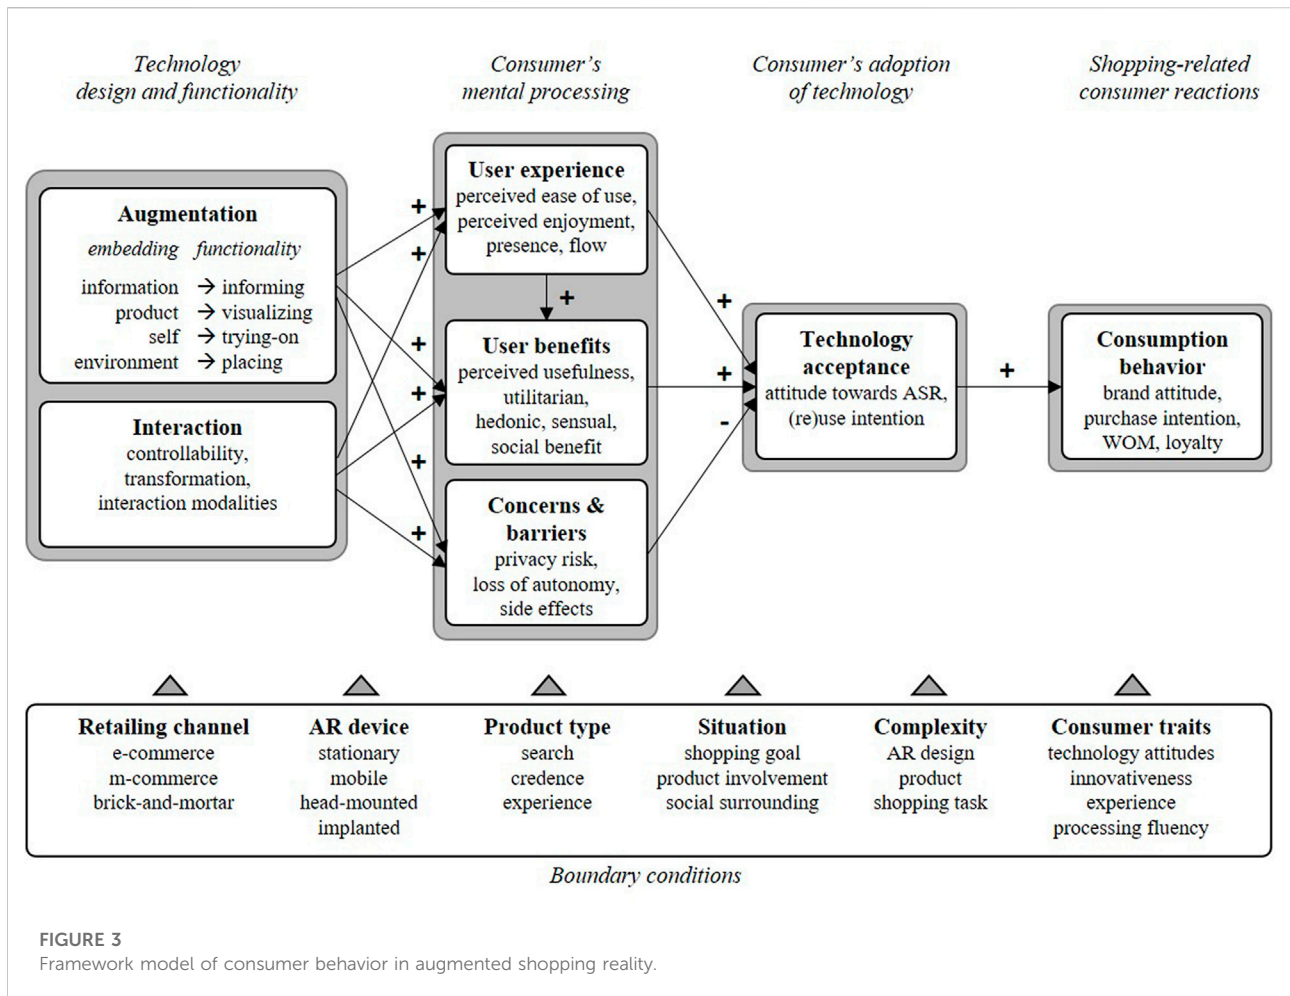 Technology
design and functionality
Consumer's
mental processing
Consumer's adoption
of technology
Shopping-related
consumer reactions
Augmentation
embedding functionality
information → informing
product → visualizing
self → trying-on
environment → placing
Interaction
controllability,
transformation,
interaction modalities
+
+
+
+
+
+
User experience
perceived ease of use,
perceived enjoyment,
presence, flow
+
User benefits
perceived usefulness,
utilitarian,
hedonic, sensual,
social benefit
Concerns &
barriers
privacy risk,
loss of autonomy,
side effects
+
+
-
Technology
acceptance
attitude towards ASR,
(re)use intention
+
Consumption
behavior
brand attitude,
purchase intention,
WOM, loyalty
Retailing channel
e-commerce
m-commerce
brick-and-mortar
AR device
stationary
mobile
head-mounted
implanted
Product type
search
credence
experience
Situation
shopping goal
product involvement
social surrounding
Complexity
AR design
product
shopping task
Consumer traits
technology attitudes
innovativeness
experience
processing fluency
Boundary conditions
FIGURE 3
Framework model of consumer behavior in augmented shopping reality.